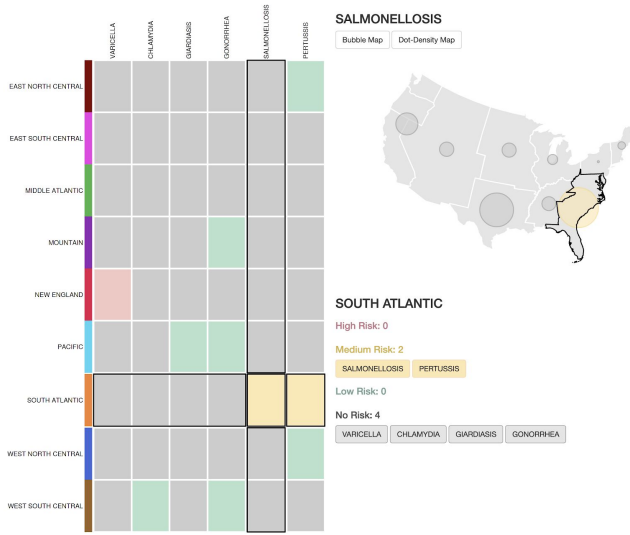 VARICELLA
CHLAMYDIA
GIARDIASIS
GONORRHEA
SALMONELLOSIS
PERTUSSIS
EAST NORTH CENTRAL
EAST SOUTH CENTRAL
MIDDLE ATLANTIC
MOUNTAIN
NEW ENGLAND
PACIFIC
SOUTH ATLANTIC
WEST NORTH CENTRAL
WEST SOUTH CENTRAL
SALMONELLOSIS
Bubble Map Dot-Density Map
SOUTH ATLANTIC
High Risk: 0
Medium Risk: 2
SALMONELLOSIS PERTUSSIS
Low Risk: 0
No Risk: 4
VARICELLA CHLAMYDIA GIARDIASIS GONORRHEA